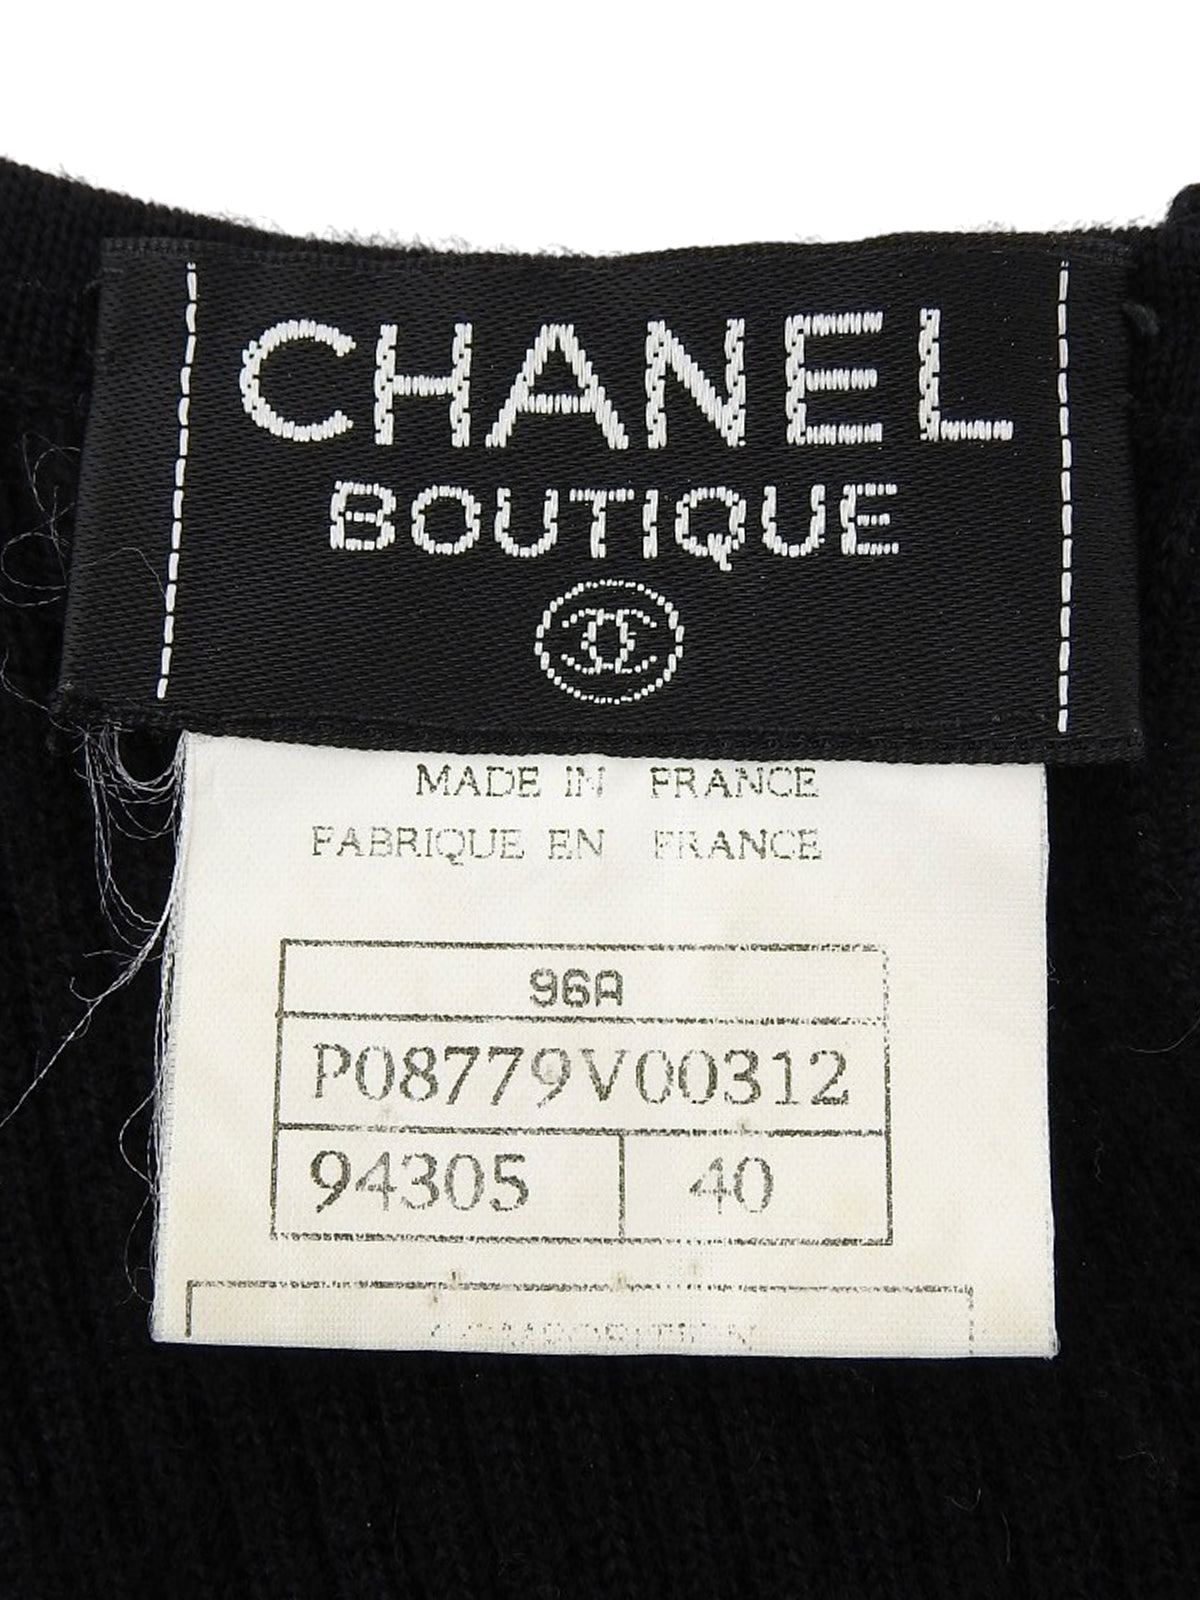 CHANEL
BOUTIQUE
MADE IN FRANCE
FABRIQUE EN FRANCE
96A
P08779V00312
94305 40